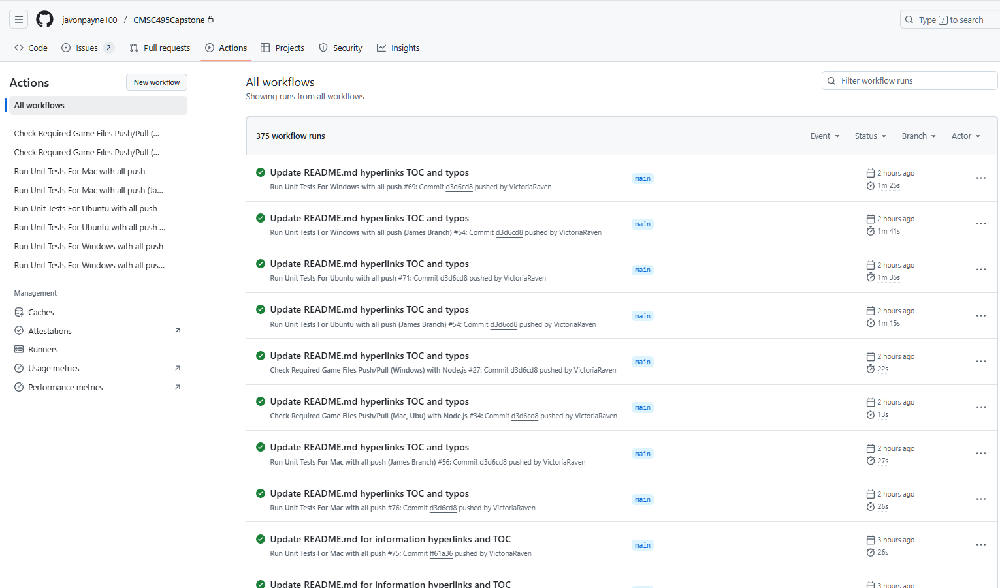 javonpayne100 / CMSC495Capstone
Type / to search
Code
Issues 2
Pull requests
Actions
Projects
Security
Insights
Actions
New workflow
All workflows
Check Required Game Files Push/Pull (...
Check Required Game Files Push/Pull (...
Run Unit Tests For Mac with all push
Run Unit Tests For Mac with all push (Ja...
Run Unit Tests For Ubuntu with all push
Run Unit Tests For Ubuntu with all push ...
Run Unit Tests For Windows with all push
Run Unit Tests For Windows with all pus...
Management
Caches
Attestations
Runners
Usage metrics
Performance metrics
All workflows
Showing runs from all workflows
Filter workflow runs
375 workflow runs
Event
Status
Branch
Actor
Update README.md hyperlinks TOC and typos
Run Unit Tests For Windows with all push #69: Commit d3d6cd8 pushed by VictoriaRaven
main
2 hours ago
1m 25s
Update README.md hyperlinks TOC and typos
Run Unit Tests For Windows with all push (James Branch) #54: Commit d3d6cd8 pushed by VictoriaRaven
main
2 hours ago
1m 41s
Update README.md hyperlinks TOC and typos
Run Unit Tests For Ubuntu with all push #71: Commit d3d6cd8 pushed by VictoriaRaven
main
2 hours ago
1m 35s
Update README.md hyperlinks TOC and typos
Run Unit Tests For Ubuntu with all push (James Branch) #54: Commit d3d6cd8 pushed by VictoriaRaven
main
2 hours ago
1m 15s
Update README.md hyperlinks TOC and typos
Check Required Game Files Push/Pull (Windows) with Node.js #27: Commit d3d6cd8 pushed by VictoriaRaven
main
2 hours ago
22s
Update README.md hyperlinks TOC and typos
Check Required Game Files Push/Pull (Mac, Ubu) with Node.js #34: Commit d3d6cd8 pushed by VictoriaRaven
main
2 hours ago
13s
Update README.md hyperlinks TOC and typos
Run Unit Tests For Mac with all push (James Branch) #56: Commit d3d6cd8 pushed by VictoriaRaven
main
2 hours ago
27s
Update README.md hyperlinks TOC and typos
Run Unit Tests For Mac with all push #76: Commit d3d6cd8 pushed by VictoriaRaven
main
2 hours ago
26s
Update README.md for information hyperlinks and TOC
Run Unit Tests For Mac with all push #75: Commit ff61a36 pushed by VictoriaRaven
main
3 hours ago
26s
Update README.md for information hyperlinks and TOC
3 hours ago